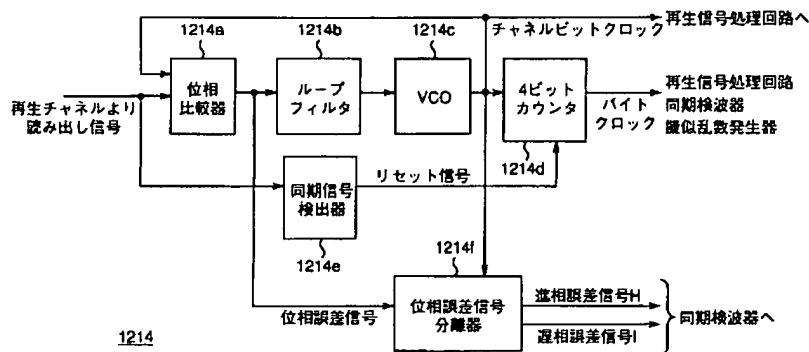 1214a
1214b
1214c
チャネルビットクロック
再生信号処理回路へ
位相
比較器
ループ
フィルタ
VCO
4ビット
カウンタ
再生チャネルより
読み出し信号
バイト
クロック
再生信号処理回路
同期検波器
擬似乱数発生器
1214d
同期信号
検出器
リセット信号
1214e
1214f
位相誤差信号
位相誤差信号
分離器
進相誤差信号H
遅相誤差信号I
同期検波器へ
1214